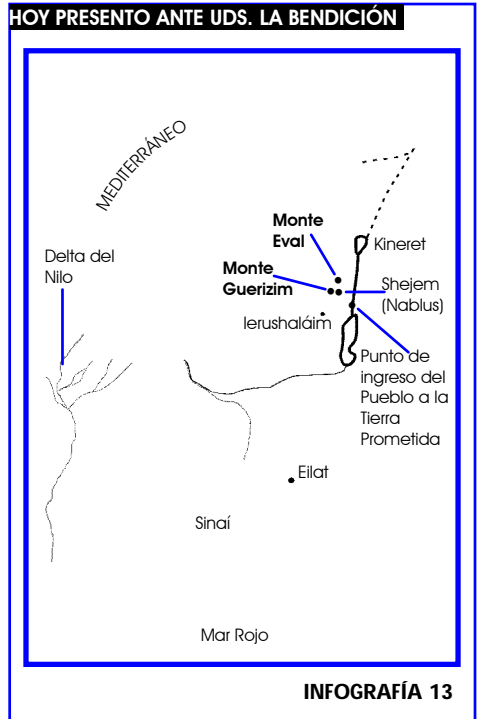 HOY PRESENTO ANTE UDS. LA BENDICIÓN
MEDITERRÁNEO
Delta del
Nilo
Monte
Eval
Kineret
Monte
Guerizim
Shejem
(Nablus)
Ierushaláim
Punto de
ingreso del
Pueblo a la
Tierra
Prometida
Eilat
Sinaí
Mar Rojo
INFOGRAFÍA 13